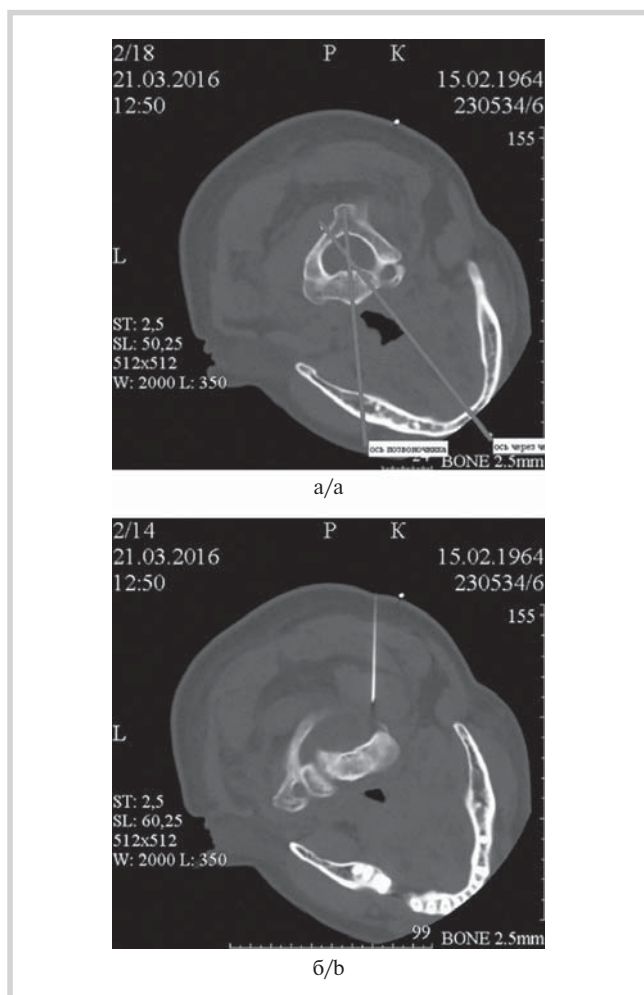 2/18 Р К
21.03.2016 15.02.1964
12:50 230534/6
155
L
ST: 2,5
SL: 50,25
512x512
W: 2000 L: 350
ось позвоночника ось через че
24 BONE 2.5mm
а/a
2/14 Р К
21.03.2016 15.02.1964
12:50 230534/6
155
L
ST: 2,5
SL: 60,25
512x512
W: 2000 L: 350
99 BONE 2.5mm
б/b